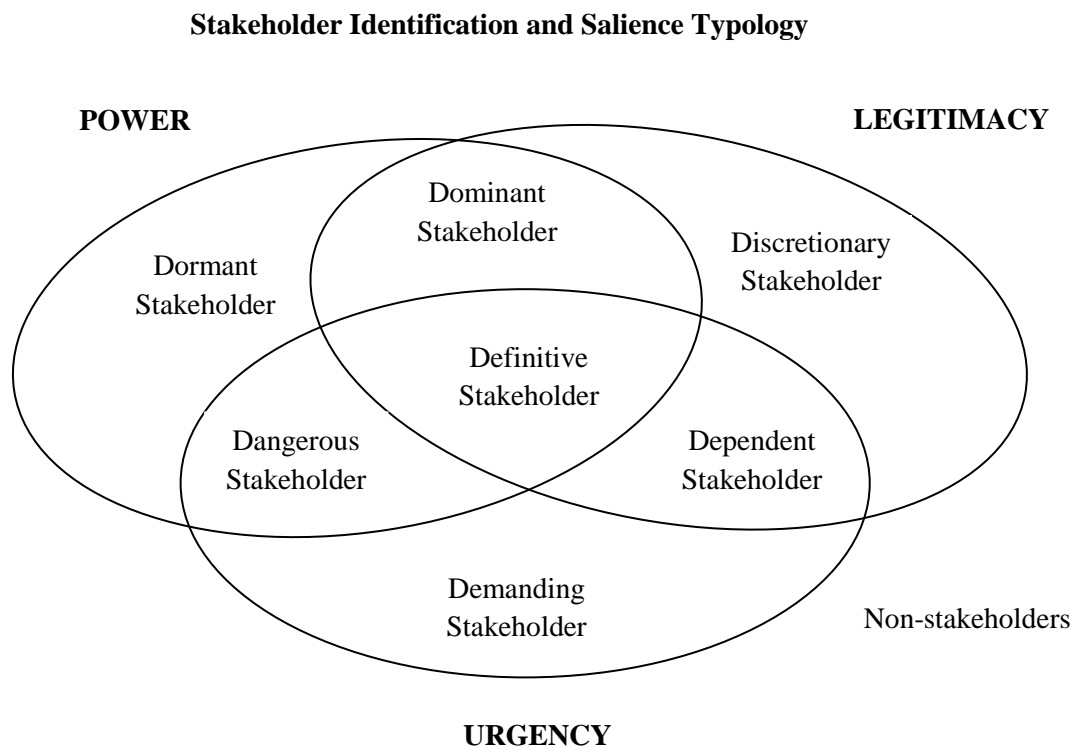 Stakeholder Identification and Salience Typology
POWER
LEGITIMACY
Dominant
Stakeholder
Discretionary
Stakeholder
Dormant
Stakeholder
Definitive
Stakeholder
Dangerous
Stakeholder
Dependent
Stakeholder
Demanding
Stakeholder
Non-stakeholders
URGENCY